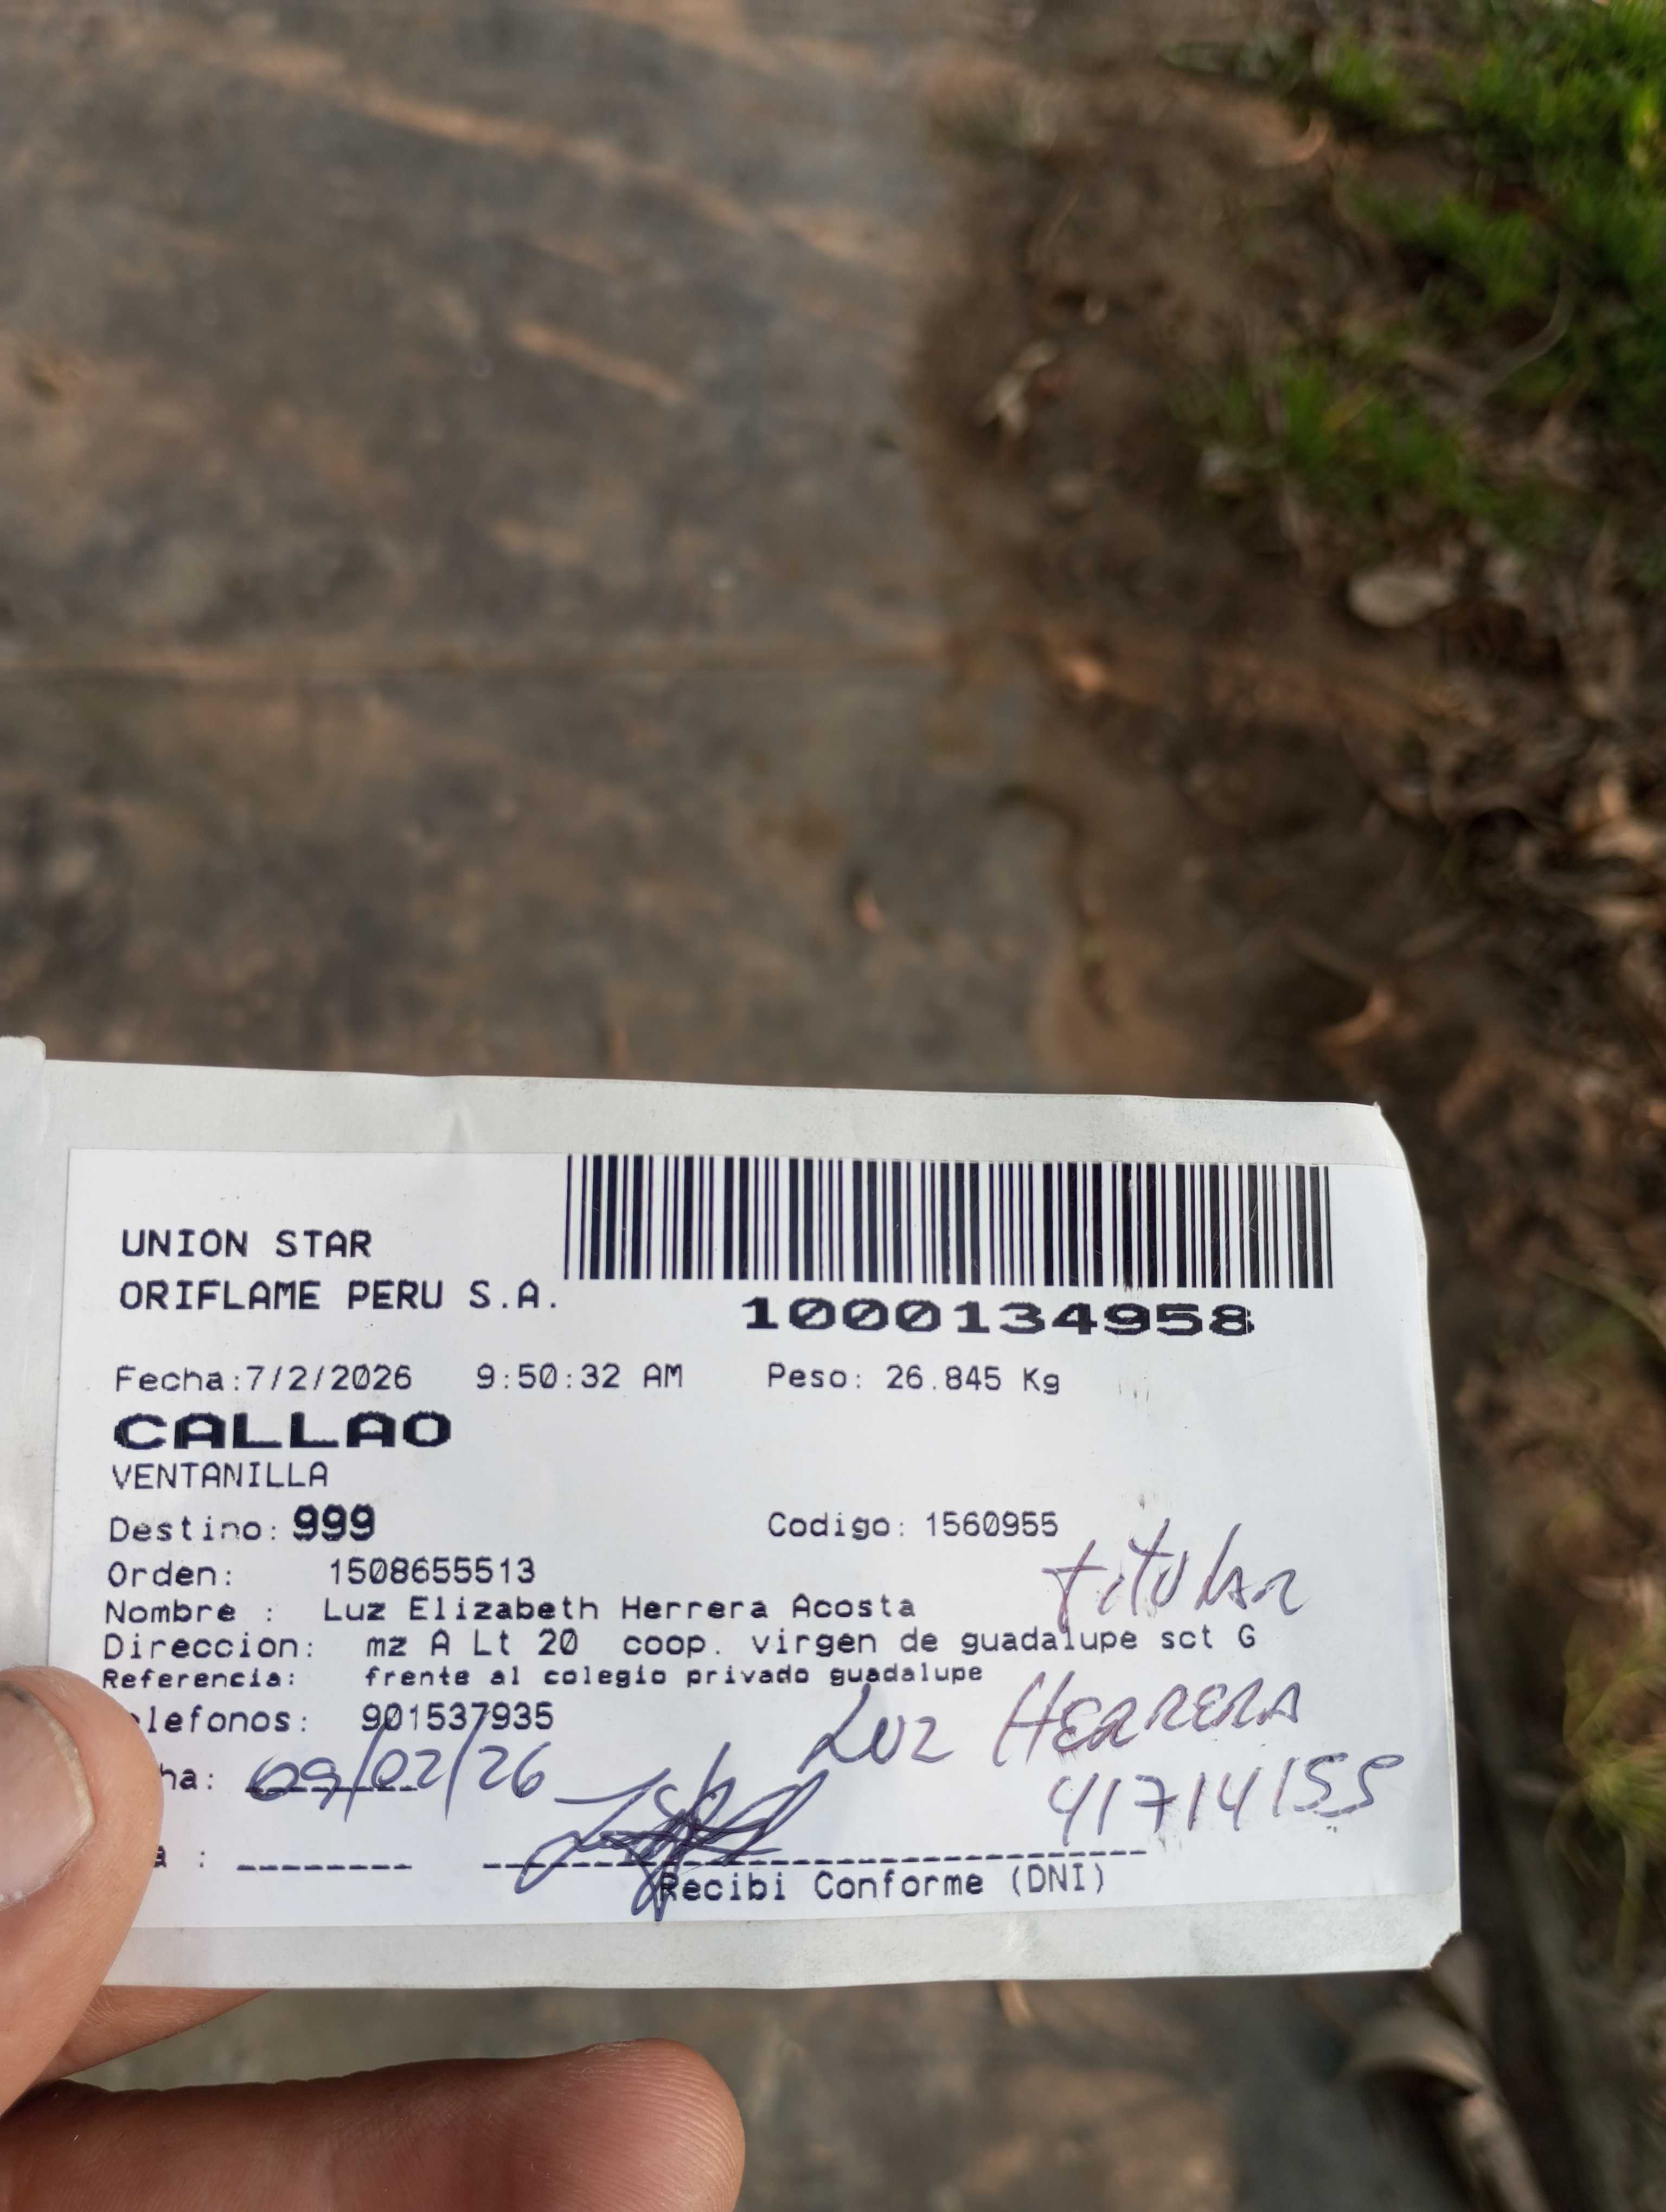 UNION STAR
ORIFLAME PERU S.A.
1000134958
Fecha:7/2/2026 9:50:32 AM Peso: 26.845 Kg
CALLAO
VENTANILLA
Destino: 999 Codigo: 1560955
titular
Orden: 1508655513
Nombre : Luz Elizabeth Herrera Acosta
Direccion: mz A Lt 20 coop. virgen de guadalupe sct G
Referencia: frente al colegio privado guadalupe
elefonos: 901537935
Luz HERRERA
ha: 09/02/26
41714155
a :
Recibi Conforme (DNI)